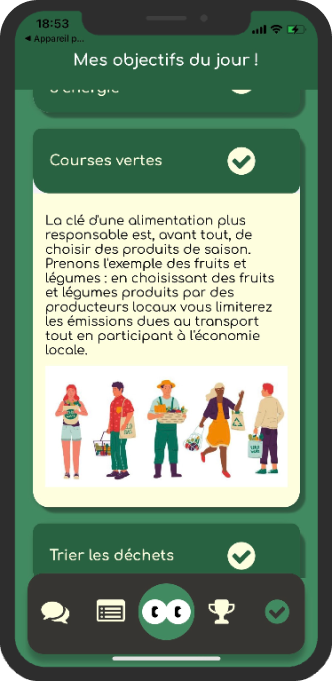 18:53
◀ Appareil p...
Mes objectifs du jour !
d'énergie
Courses vertes
La clé d'une alimentation plus
responsable est, avant tout, de
choisir des produits de saison.
Prenons l'exemple des fruits et
légumes : en choisissant des fruits
et légumes produits par des
producteurs locaux vous limiterez
les émissions dues au transport
tout en participant à l'économie
locale.
Trier les déchets